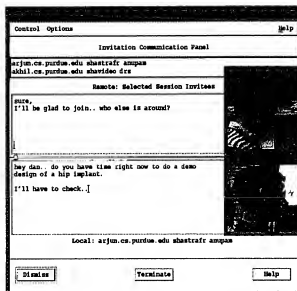 Control Options Help
Invitation Communication Panel
arjun.cs.purdue.edu shastrafr anupam
akhil.cs.purdue.edu shavideo drs
Remote: Selected Session Invitees
sure,
I'll be glad to join.. who else is around?
hey dan.. do you have time right now to do a demo
design of a hip implant.
I'll have to check..
Local: arjun.cs.purdue.edu shastrafr anupam
Dismiss Terminate Help